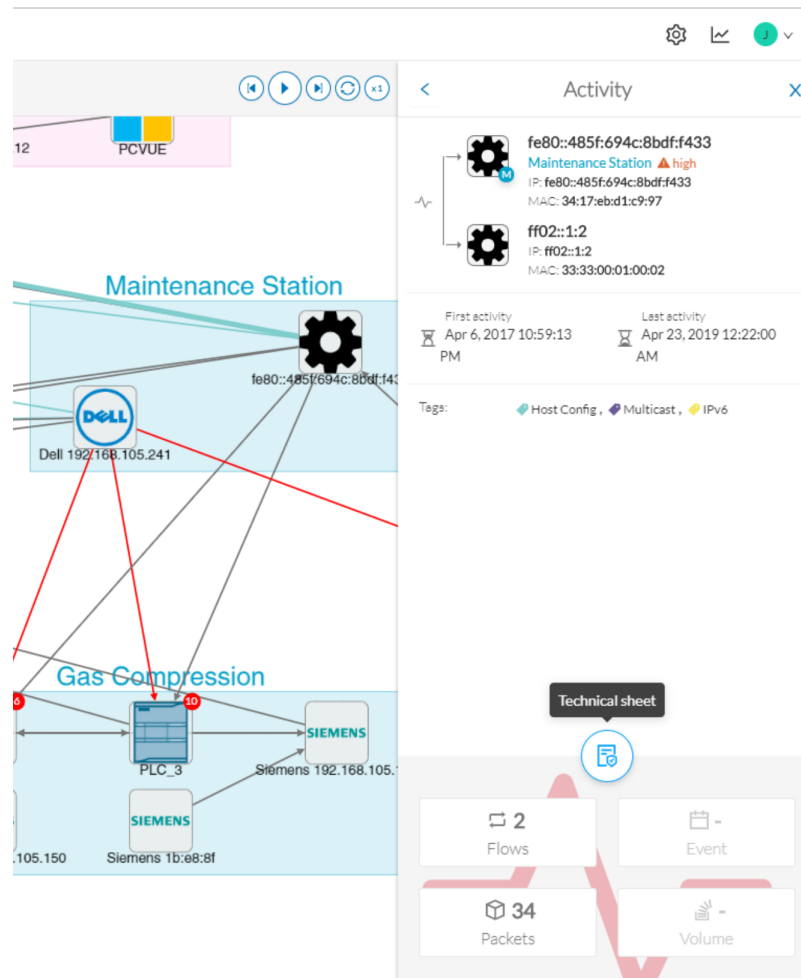 J
x1
.12
PCVUE
Maintenance Station
fe80::485f:694c:8bdf:f43
DELL
Dell 192.168.105.241
Gas Compression
6
10
SIEMENS
PLC_3
Siemens 192.168.105.1
SIEMENS
.105.150
Siemens 1b:e8:8f
Activity
X
fe80::485f:694c:8bdf:f433
Maintenance Station high
M
IP: fe80::485f:694c:8bdf:f433
MAC: 34:17:eb:d1:c9:97
ff02::1:2
IP: ff02::1:2
MAC: 33:33:00:01:00:02
First activity
Apr 6, 2017 10:59:13
PM
Last activity
Apr 23, 2019 12:22:00
AM
Tags: Host Config , Multicast , IPv6
Technical sheet
2
Flows
-
Event
34
Packets
-
Volume